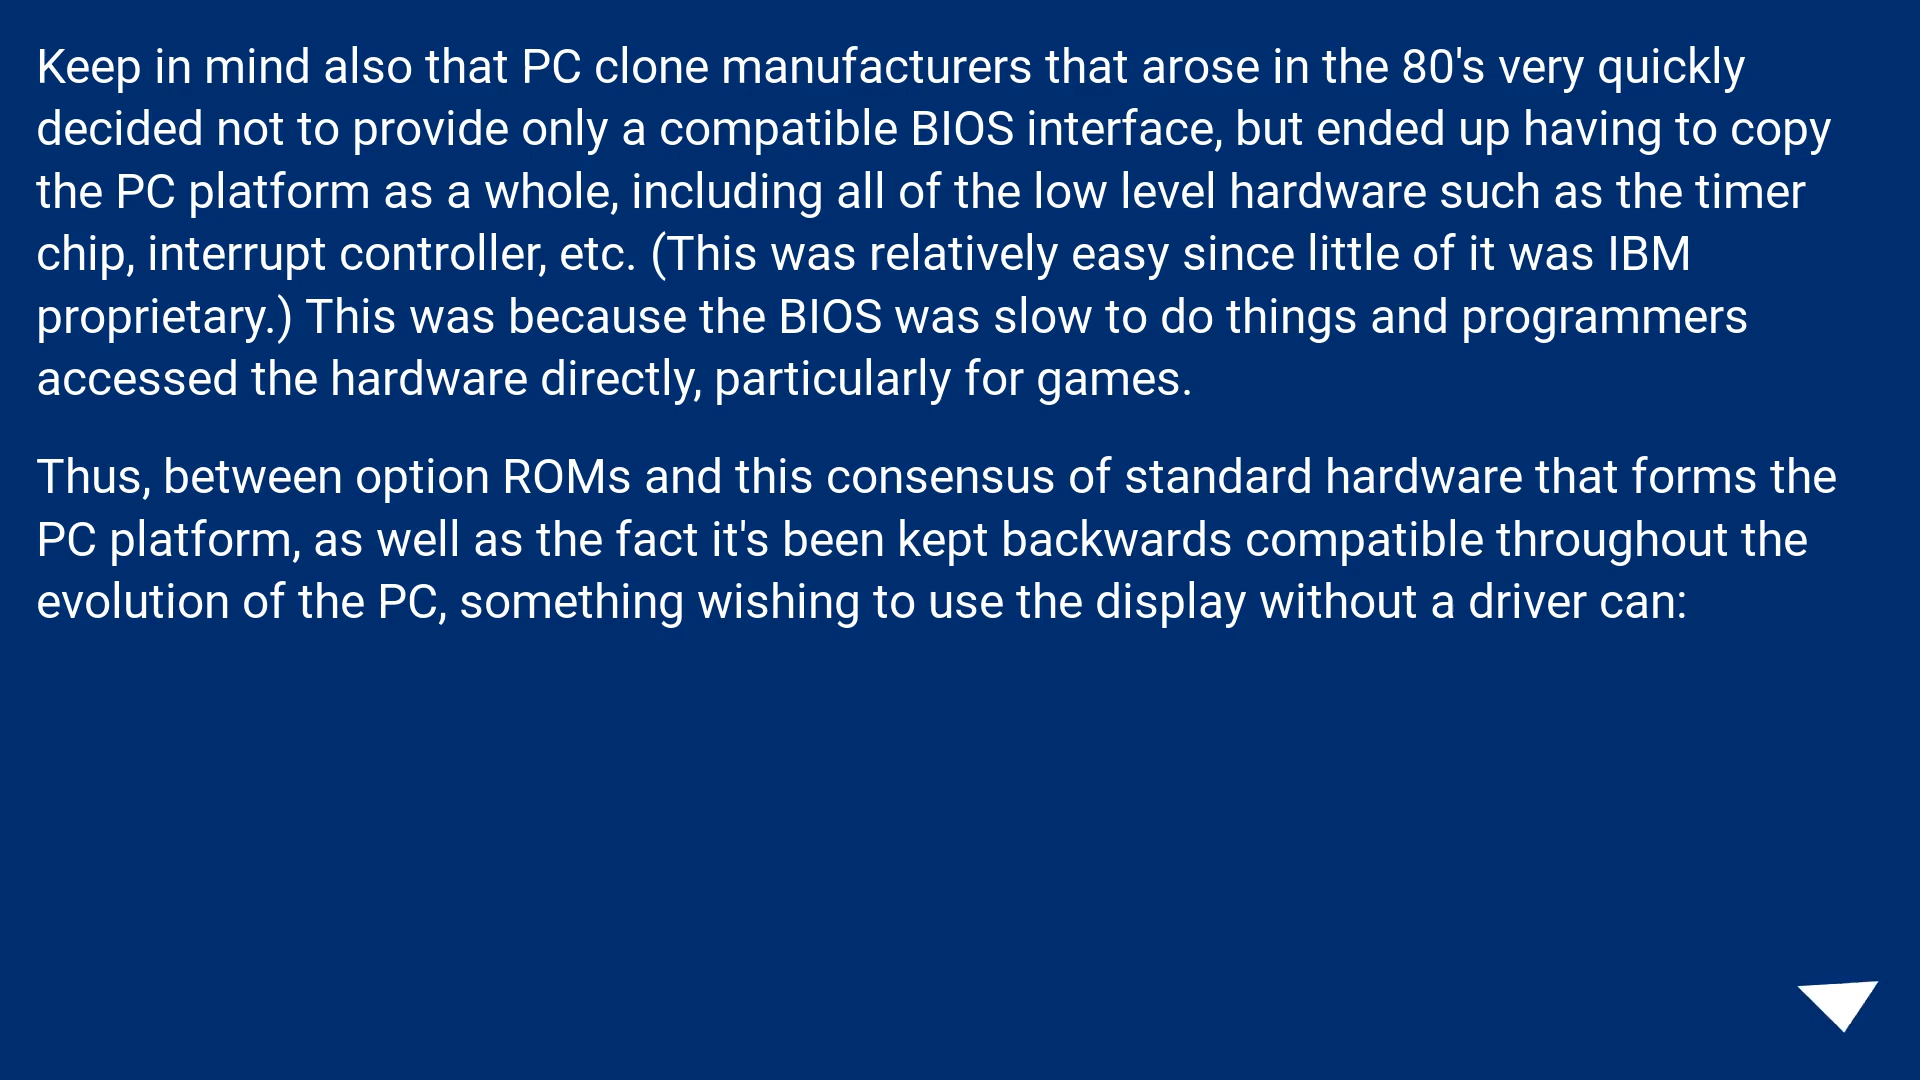 Keep in mind also that PC clone manufacturers that arose in the 80's very quickly
decided not to provide only a compatible BIOS interface, but ended up having to copy
the PC platform as a whole, including all of the low level hardware such as the timer
chip, interrupt controller, etc. (This was relatively easy since little of it was IBM
proprietary.) This was because the BIOS was slow to do things and programmers
accessed the hardware directly, particularly for games.
Thus, between option ROMs and this consensus of standard hardware that forms the
PC platform, as well as the fact it's been kept backwards compatible throughout the
evolution of the PC, something wishing to use the display without a driver can: